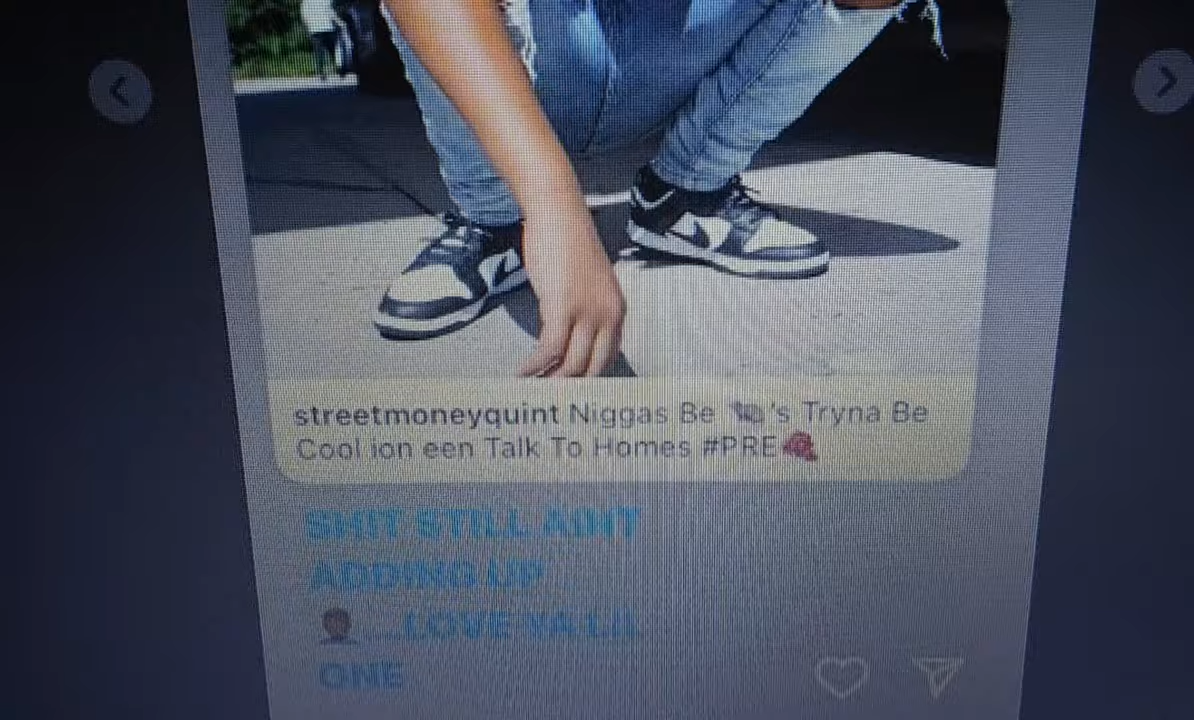 streetmoneyquint Niggas Be 🐀's Tryna Be
Cool ion een Talk To Homes #PRE
SHIT STILL AINT
ADDING UP
....LOVE YA LIL
ONE